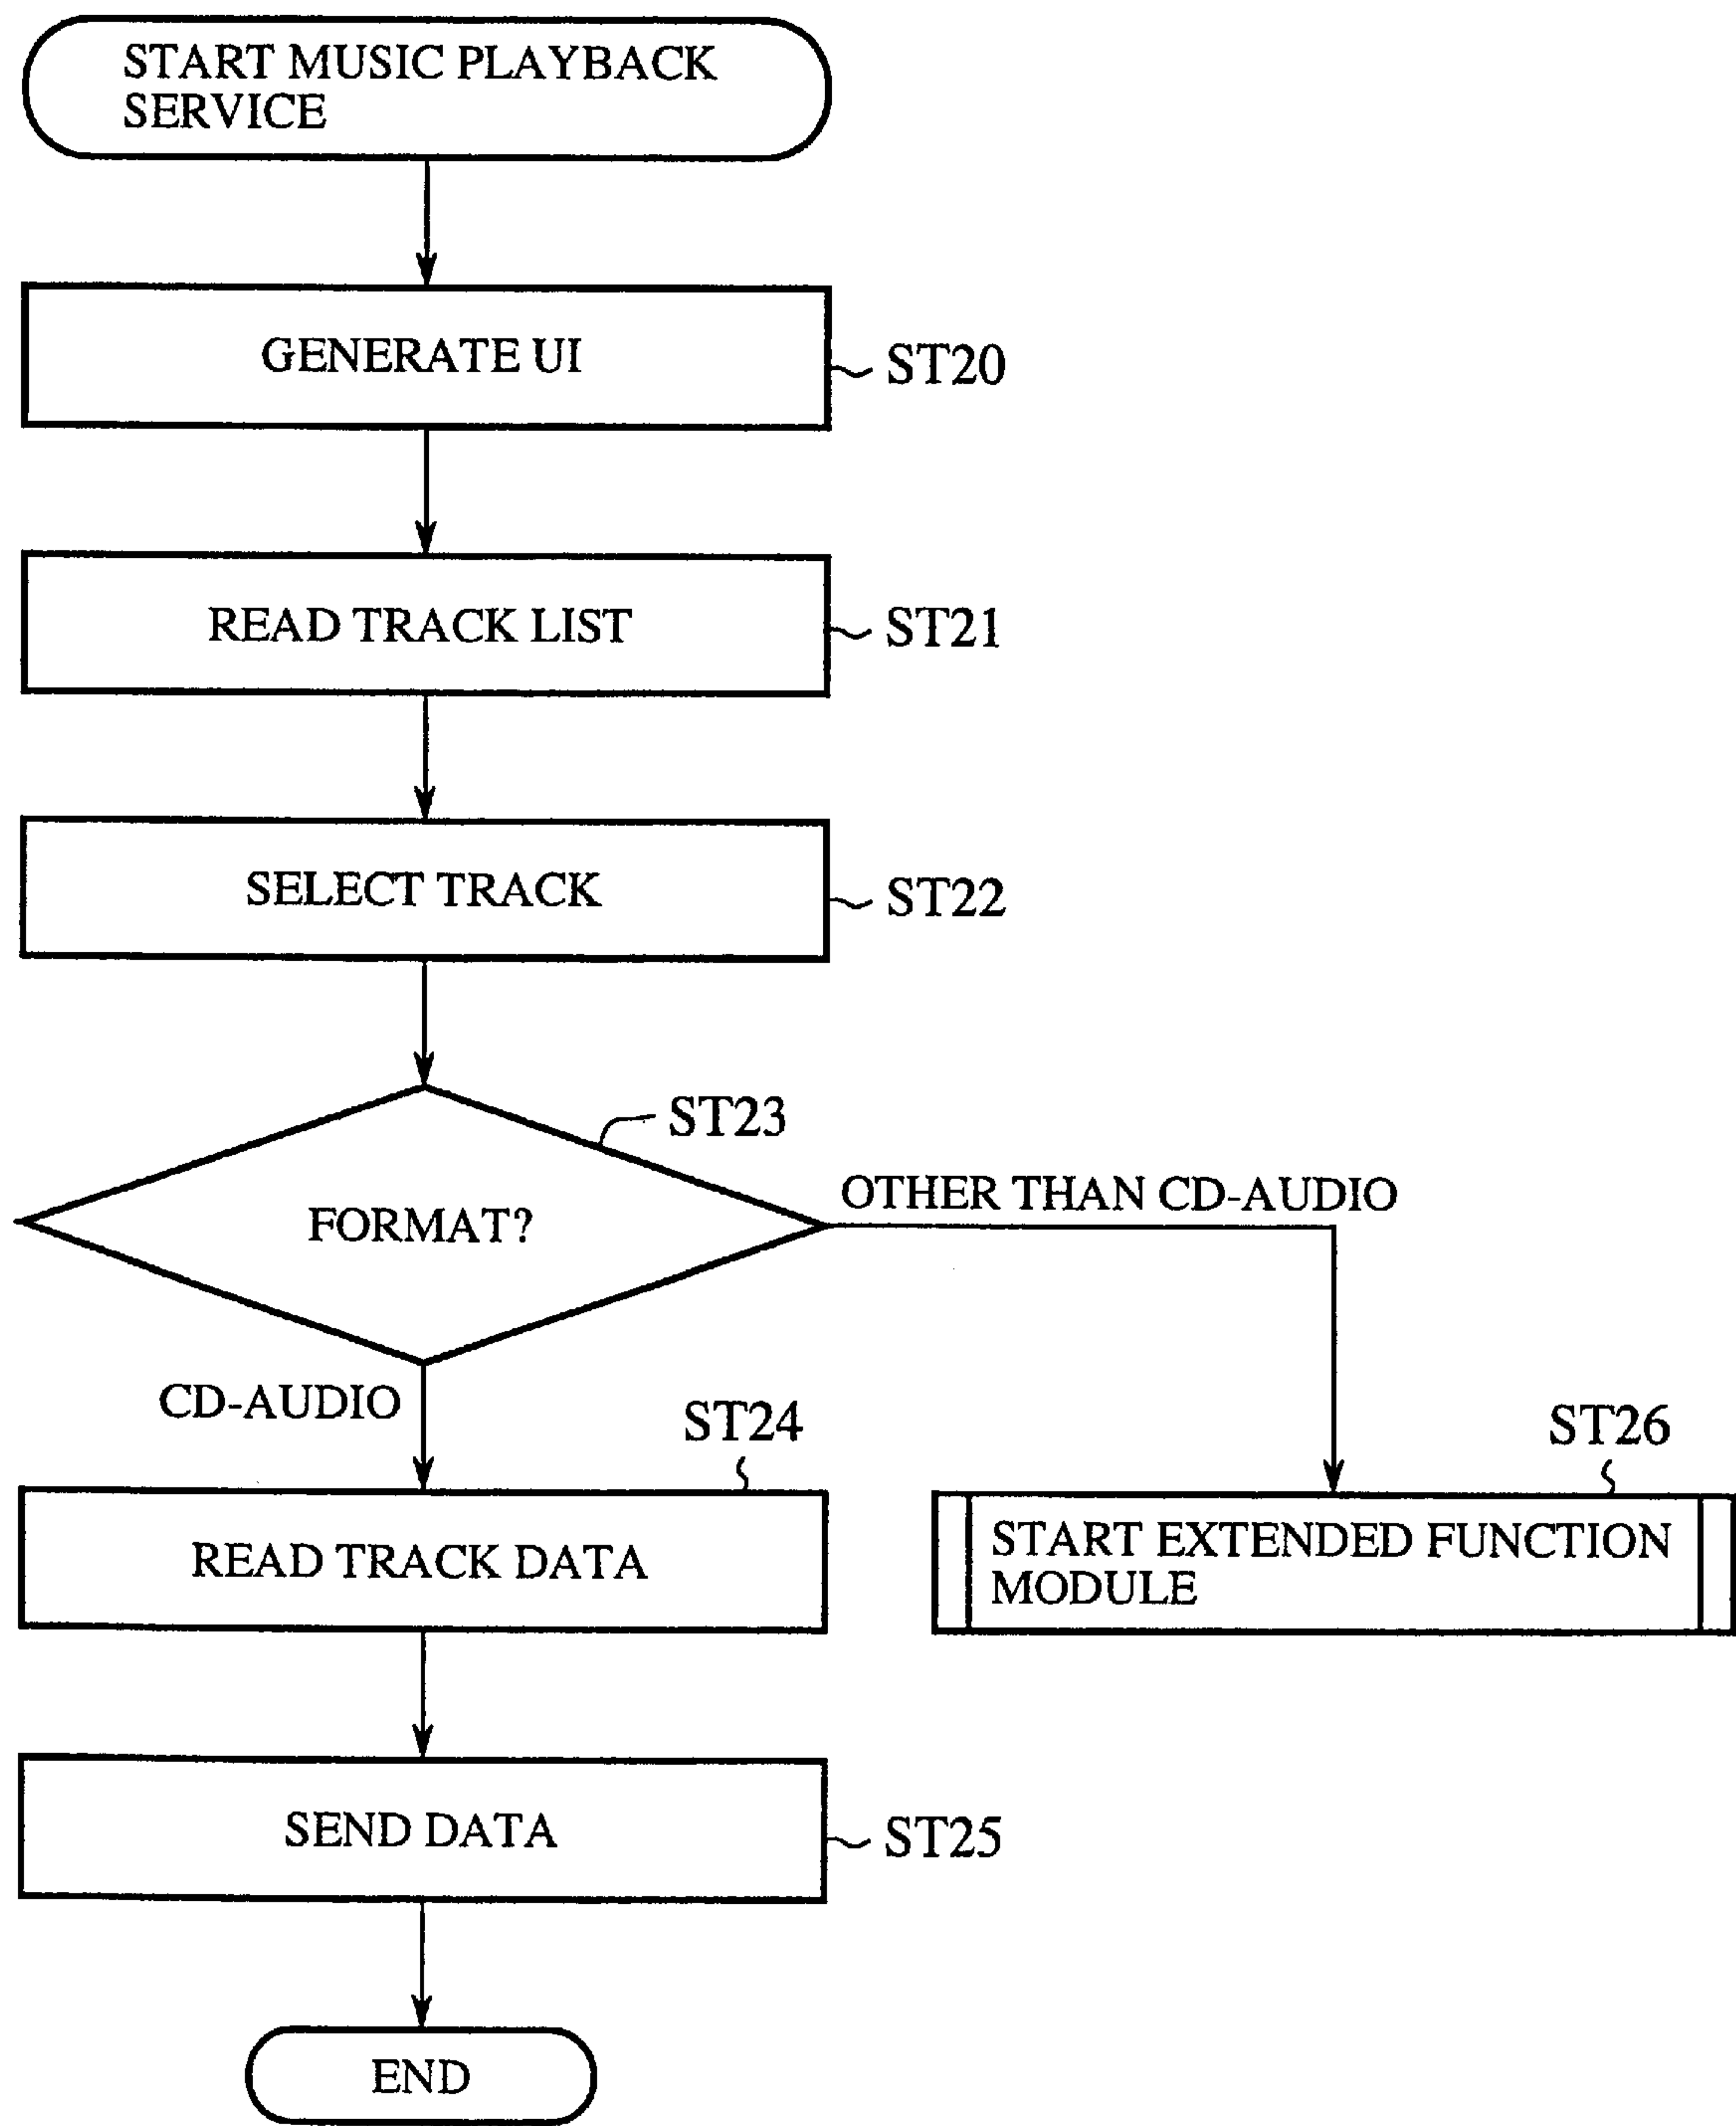 START MUSIC PLAYBACK
SERVICE
GENERATE UI
ST20
READ TRACK LIST
ST21
SELECT TRACK
ST22
ST23
FORMAT?
OTHER THAN CD-AUDIO
CD-AUDIO
ST24
READ TRACK DATA
ST26
START EXTENDED FUNCTION
MODULE
SEND DATA
ST25
END